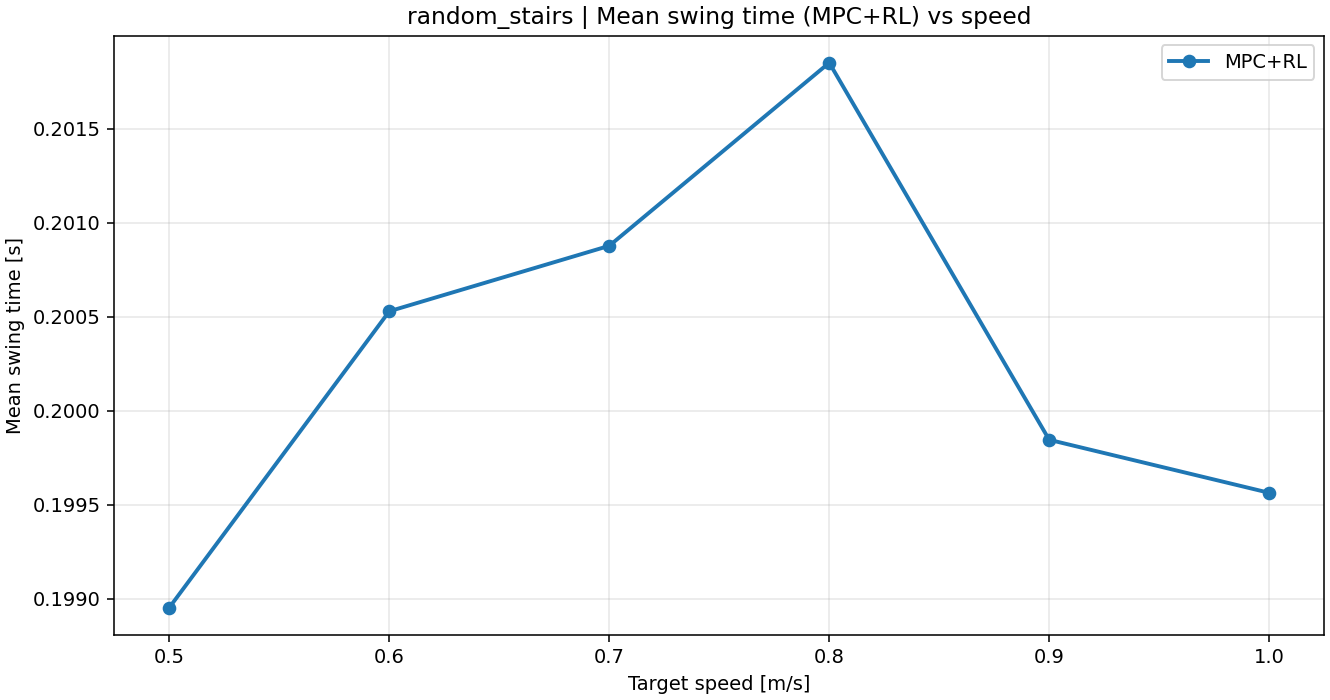 random_stairs | Mean swing time (MPC+RL) vs speed
MPC+RL
Mean swing time [s]
0.2015
0.2010
0.2005
0.2000
0.1995
0.1990
0.5 0.6 0.7 0.8 0.9 1.0
Target speed [m/s]